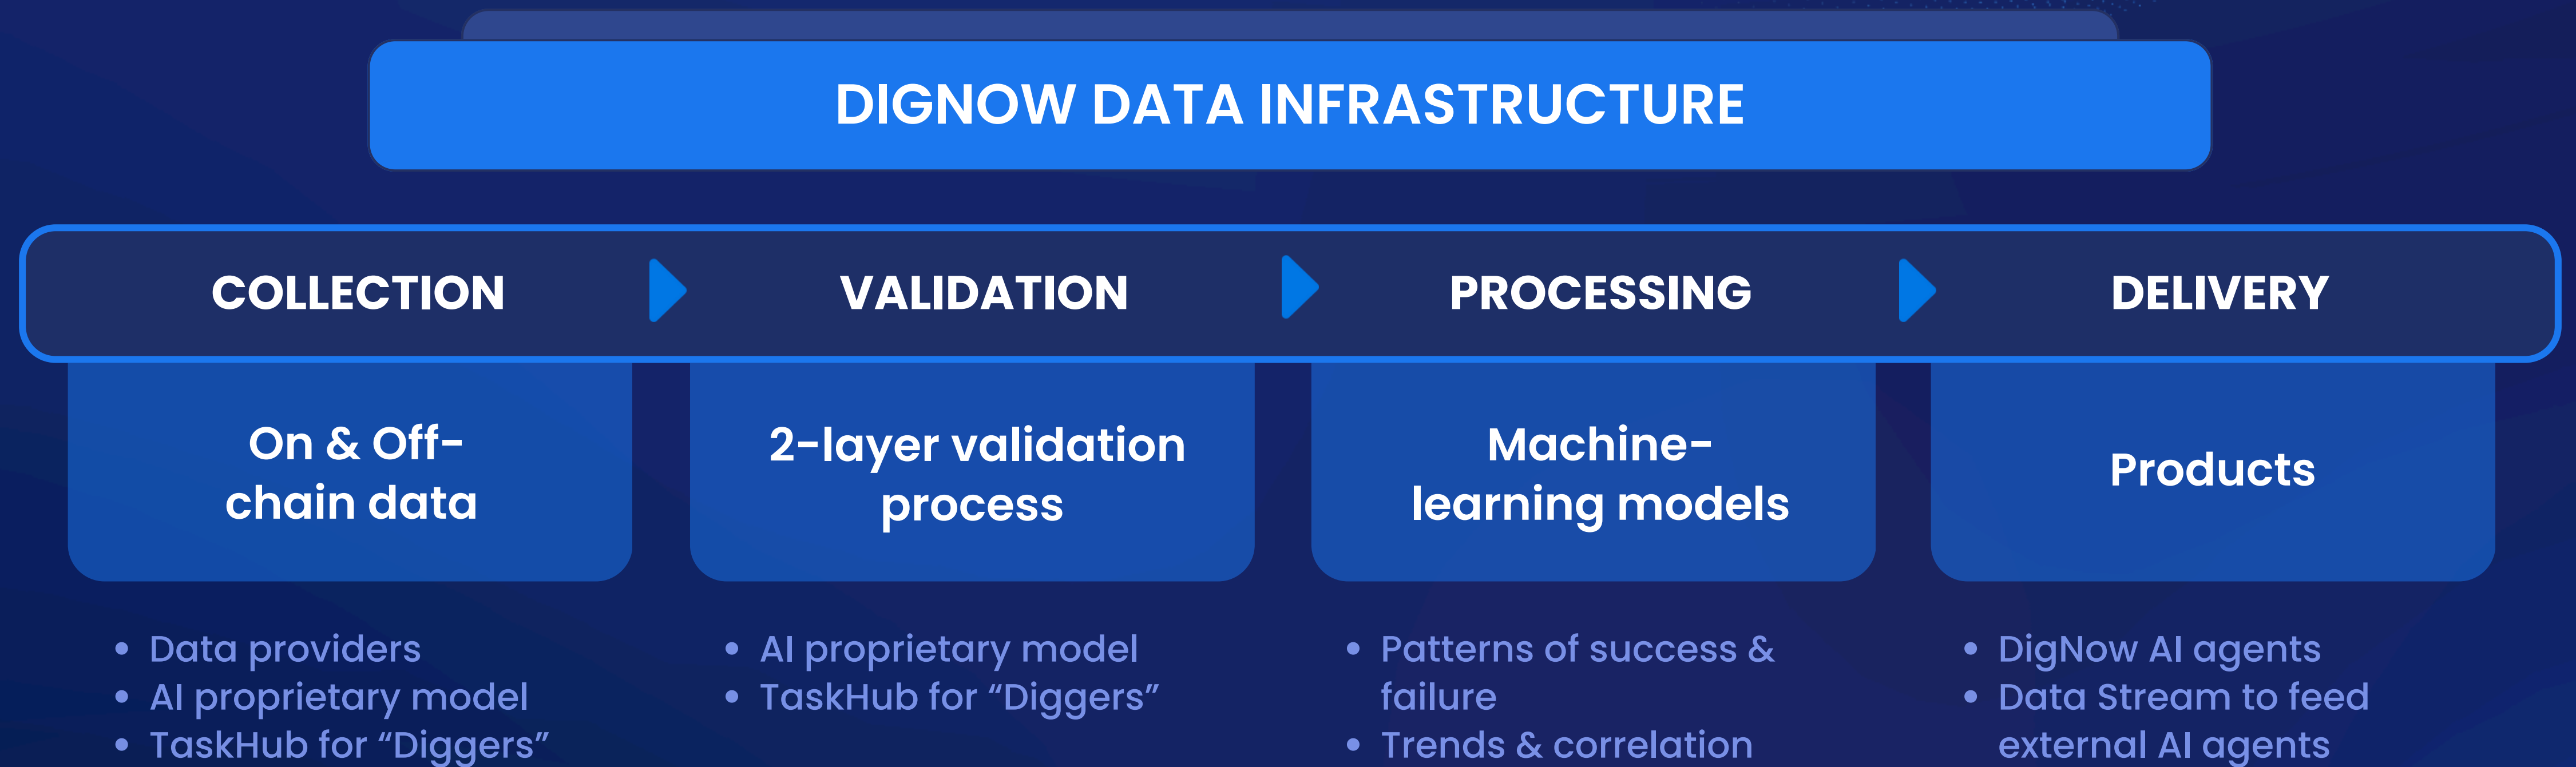 DIGNOW DATA INFRASTRUCTURE
COLLECTION
VALIDATION
PROCESSING
DELIVERY
On & Off-
chain data
2-layer validation
process
Machine-
learning models
Products
• Data providers
• AI proprietary model
• TaskHub for “Diggers”
• AI proprietary model
• TaskHub for “Diggers”
• Patterns of success &
failure
• Trends & correlation
• DigNow AI agents
• Data Stream to feed
external AI agents